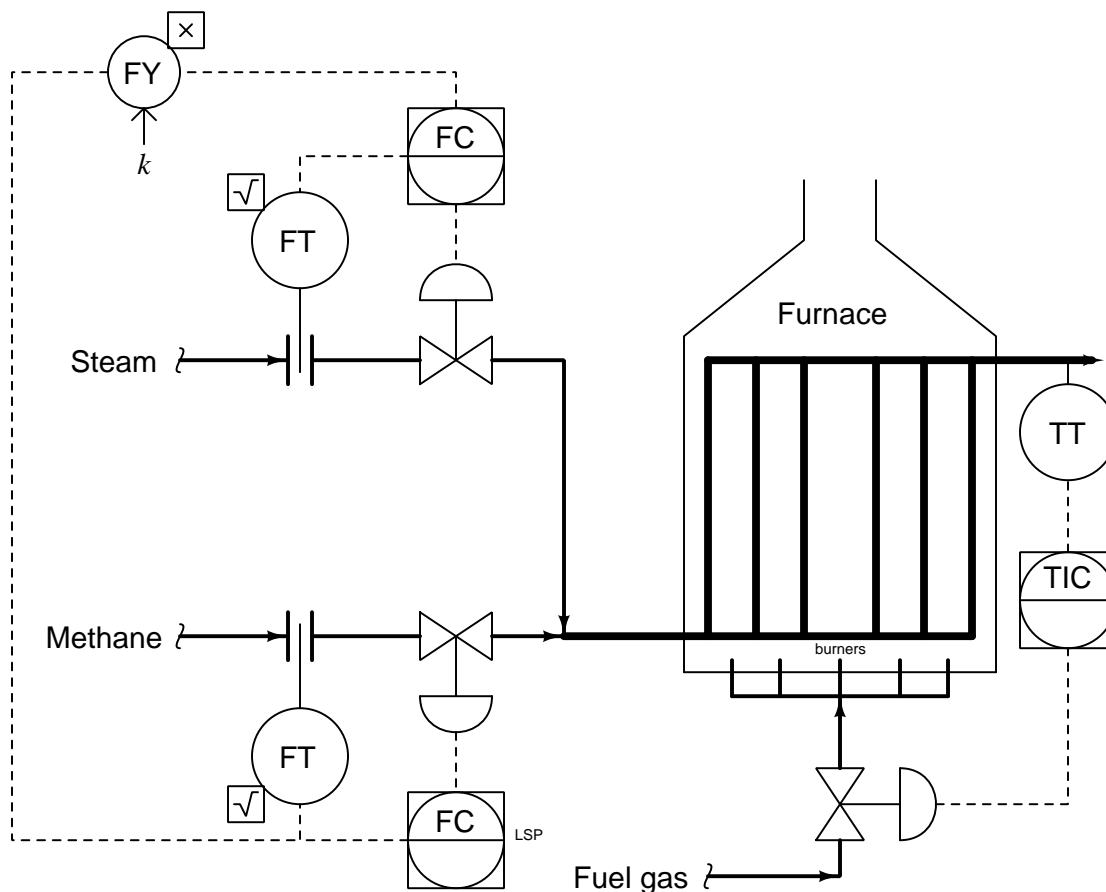 ×
FY
FC
k
√
FT
Furnace
Steam
TT
TIC
Methane
burners
FT
√
FC
LSP
Fuel gas